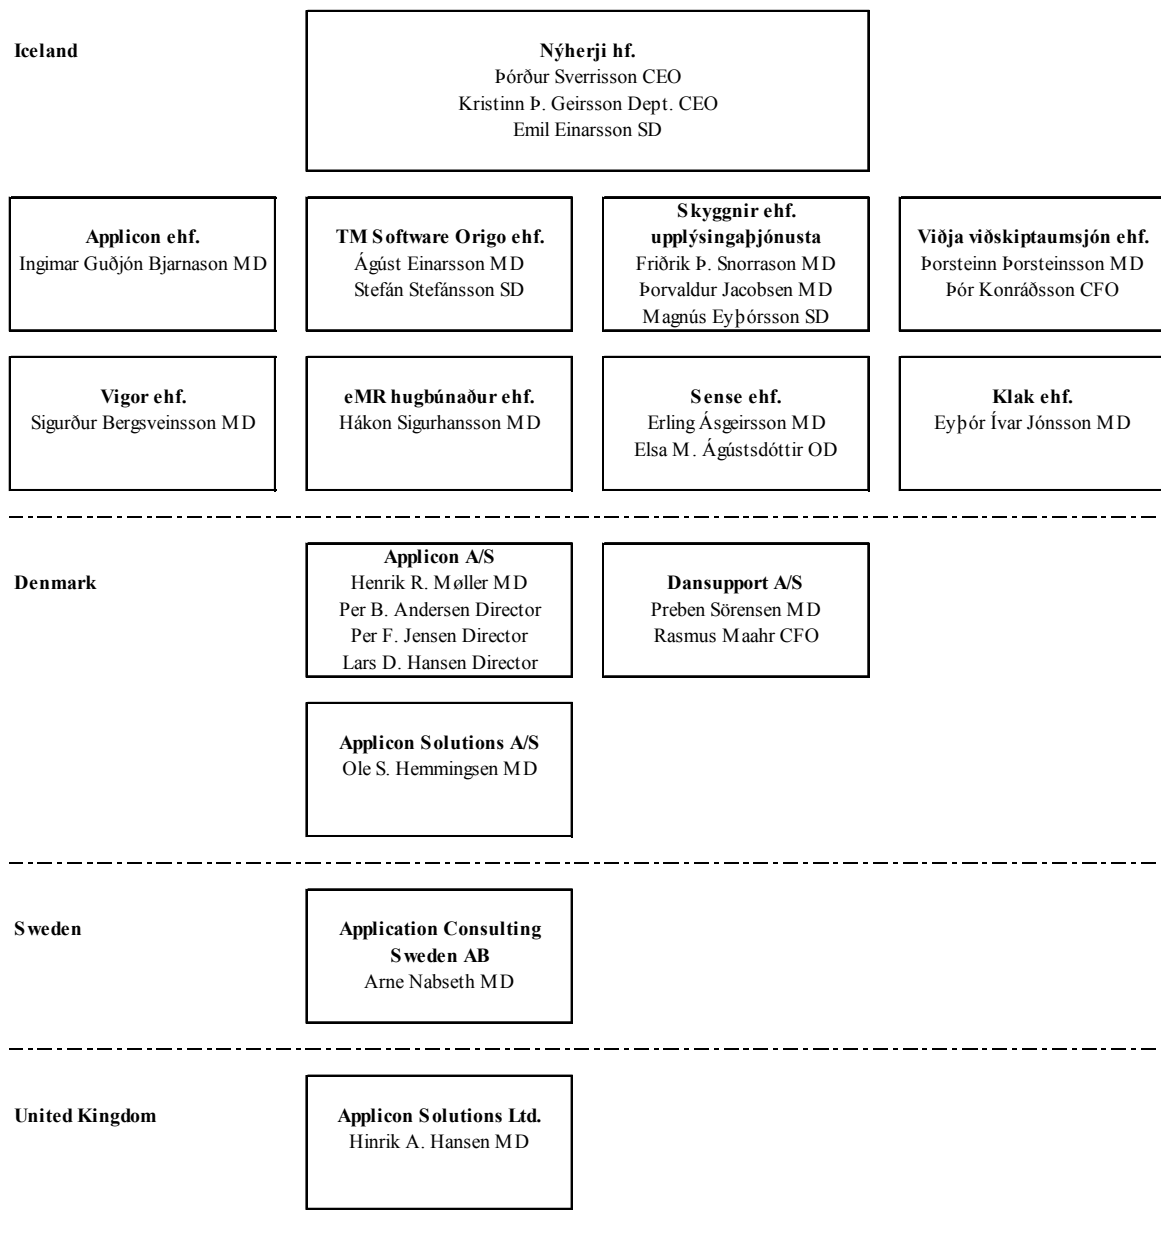 Iceland
Nýherji hf.
Þórður Sverrisson CEO
Kristinn Þ. Geirsson Dept. CEO
Emil Einarsson SD
Applicon ehf.
Ingimar Guðjón Bjarnason MD
TM Software Origo ehf.
Ágúst Einarsson MD
Stefán Stefánsson SD
Skyggnir ehf.
upplýsingaþjónusta
Friðrik Þ. Snorrason MD
Þorvaldur Jacobsen MD
Magnús Eyþórsson SD
Viðja viðskiptaumsjón ehf.
Þorsteinn Þorsteinsson MD
Þór Konráðsson CFO
Vigor ehf.
Sigurður Bergsveinsson MD
eMR hugbúnaður ehf.
Hákon Sigurhansson MD
Sense ehf.
Erling Ásgeirsson MD
Elsa M. Ágústsdóttir OD
Klak ehf.
Eyþór Ívar Jónsson MD
Denmark
Applicon A/S
Henrik R. Møller MD
Per B. Andersen Director
Per F. Jensen Director
Lars D. Hansen Director
Dansupport A/S
Preben Sörensen MD
Rasmus Maahr CFO
Applicon Solutions A/S
Ole S. Hemmingsen MD
Sweden
Application Consulting
Sweden AB
Arne Nabseth MD
United Kingdom
Applicon Solutions Ltd.
Hinrik A. Hansen MD